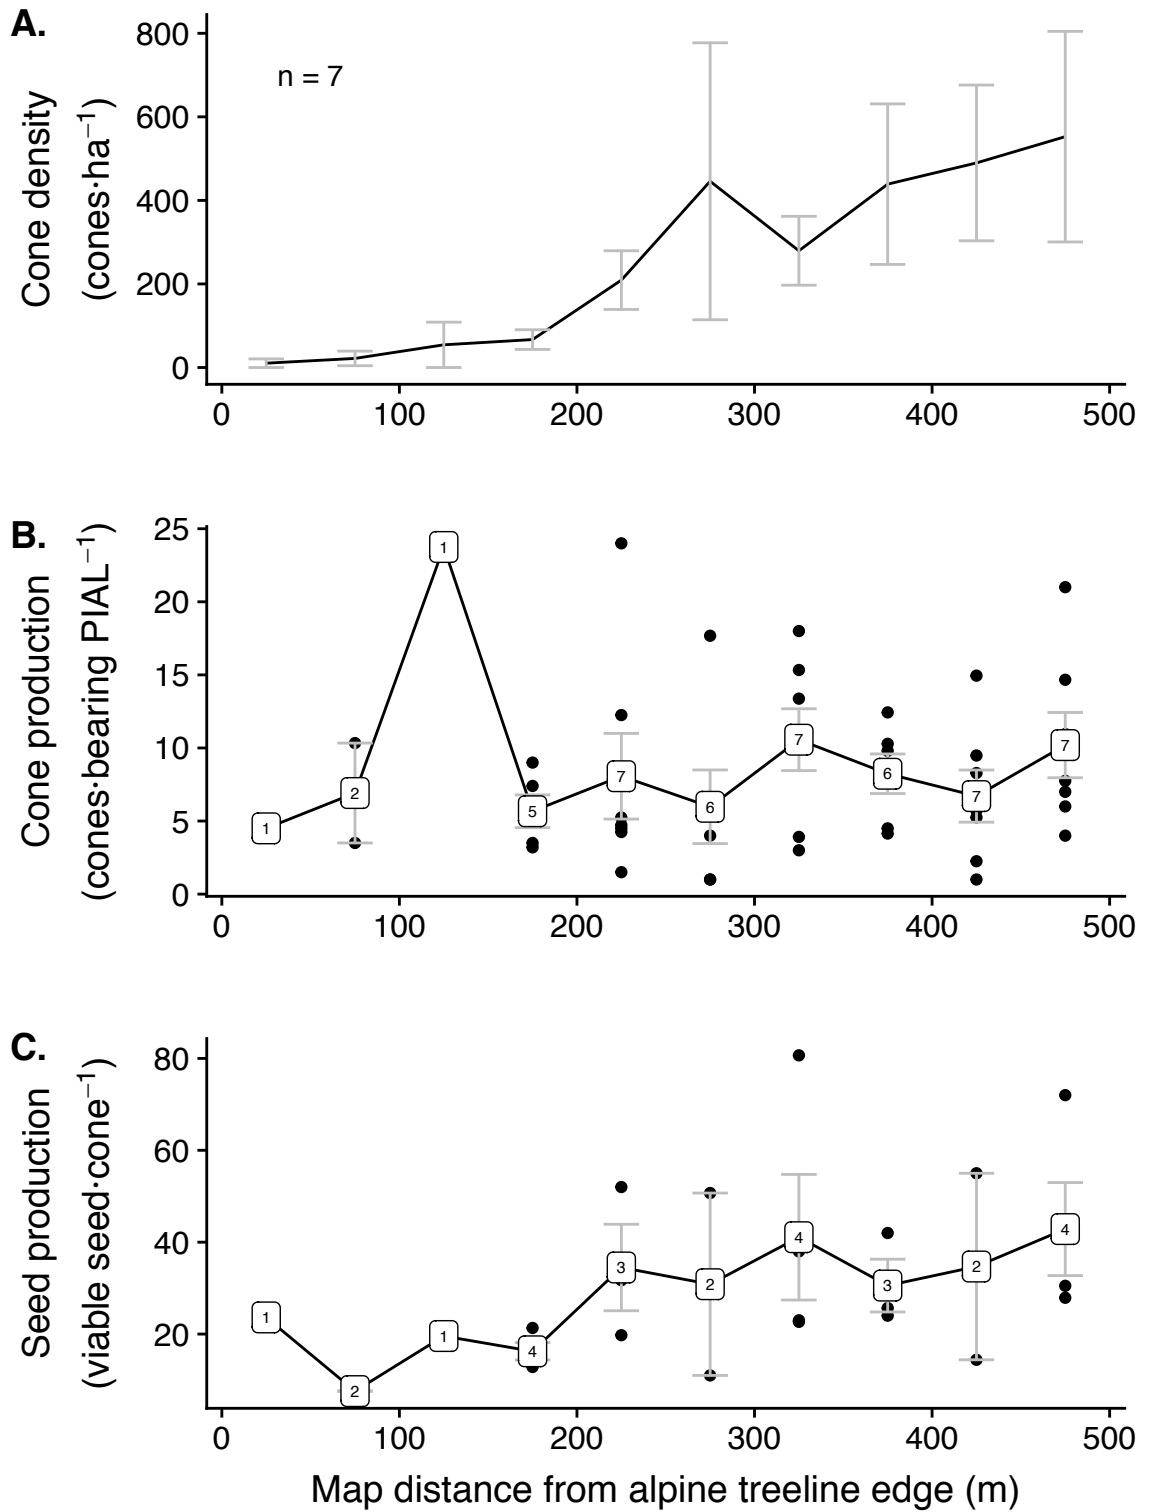 A.
Cone density
(cones·ha⁻¹)
800
600
400
200
0
n = 7
0 100 200 300 400 500
B.
Cone production
(cones·bearing PIAL⁻¹)
25
20
15
10
5
0
1 2 1 5 7 6 7 6 7 7
0 100 200 300 400 500
C.
Seed production
(viable seed·cone⁻¹)
80
60
40
20
1 2 1 4 3 2 4 3 2 4
0 100 200 300 400 500
Map distance from alpine treeline edge (m)